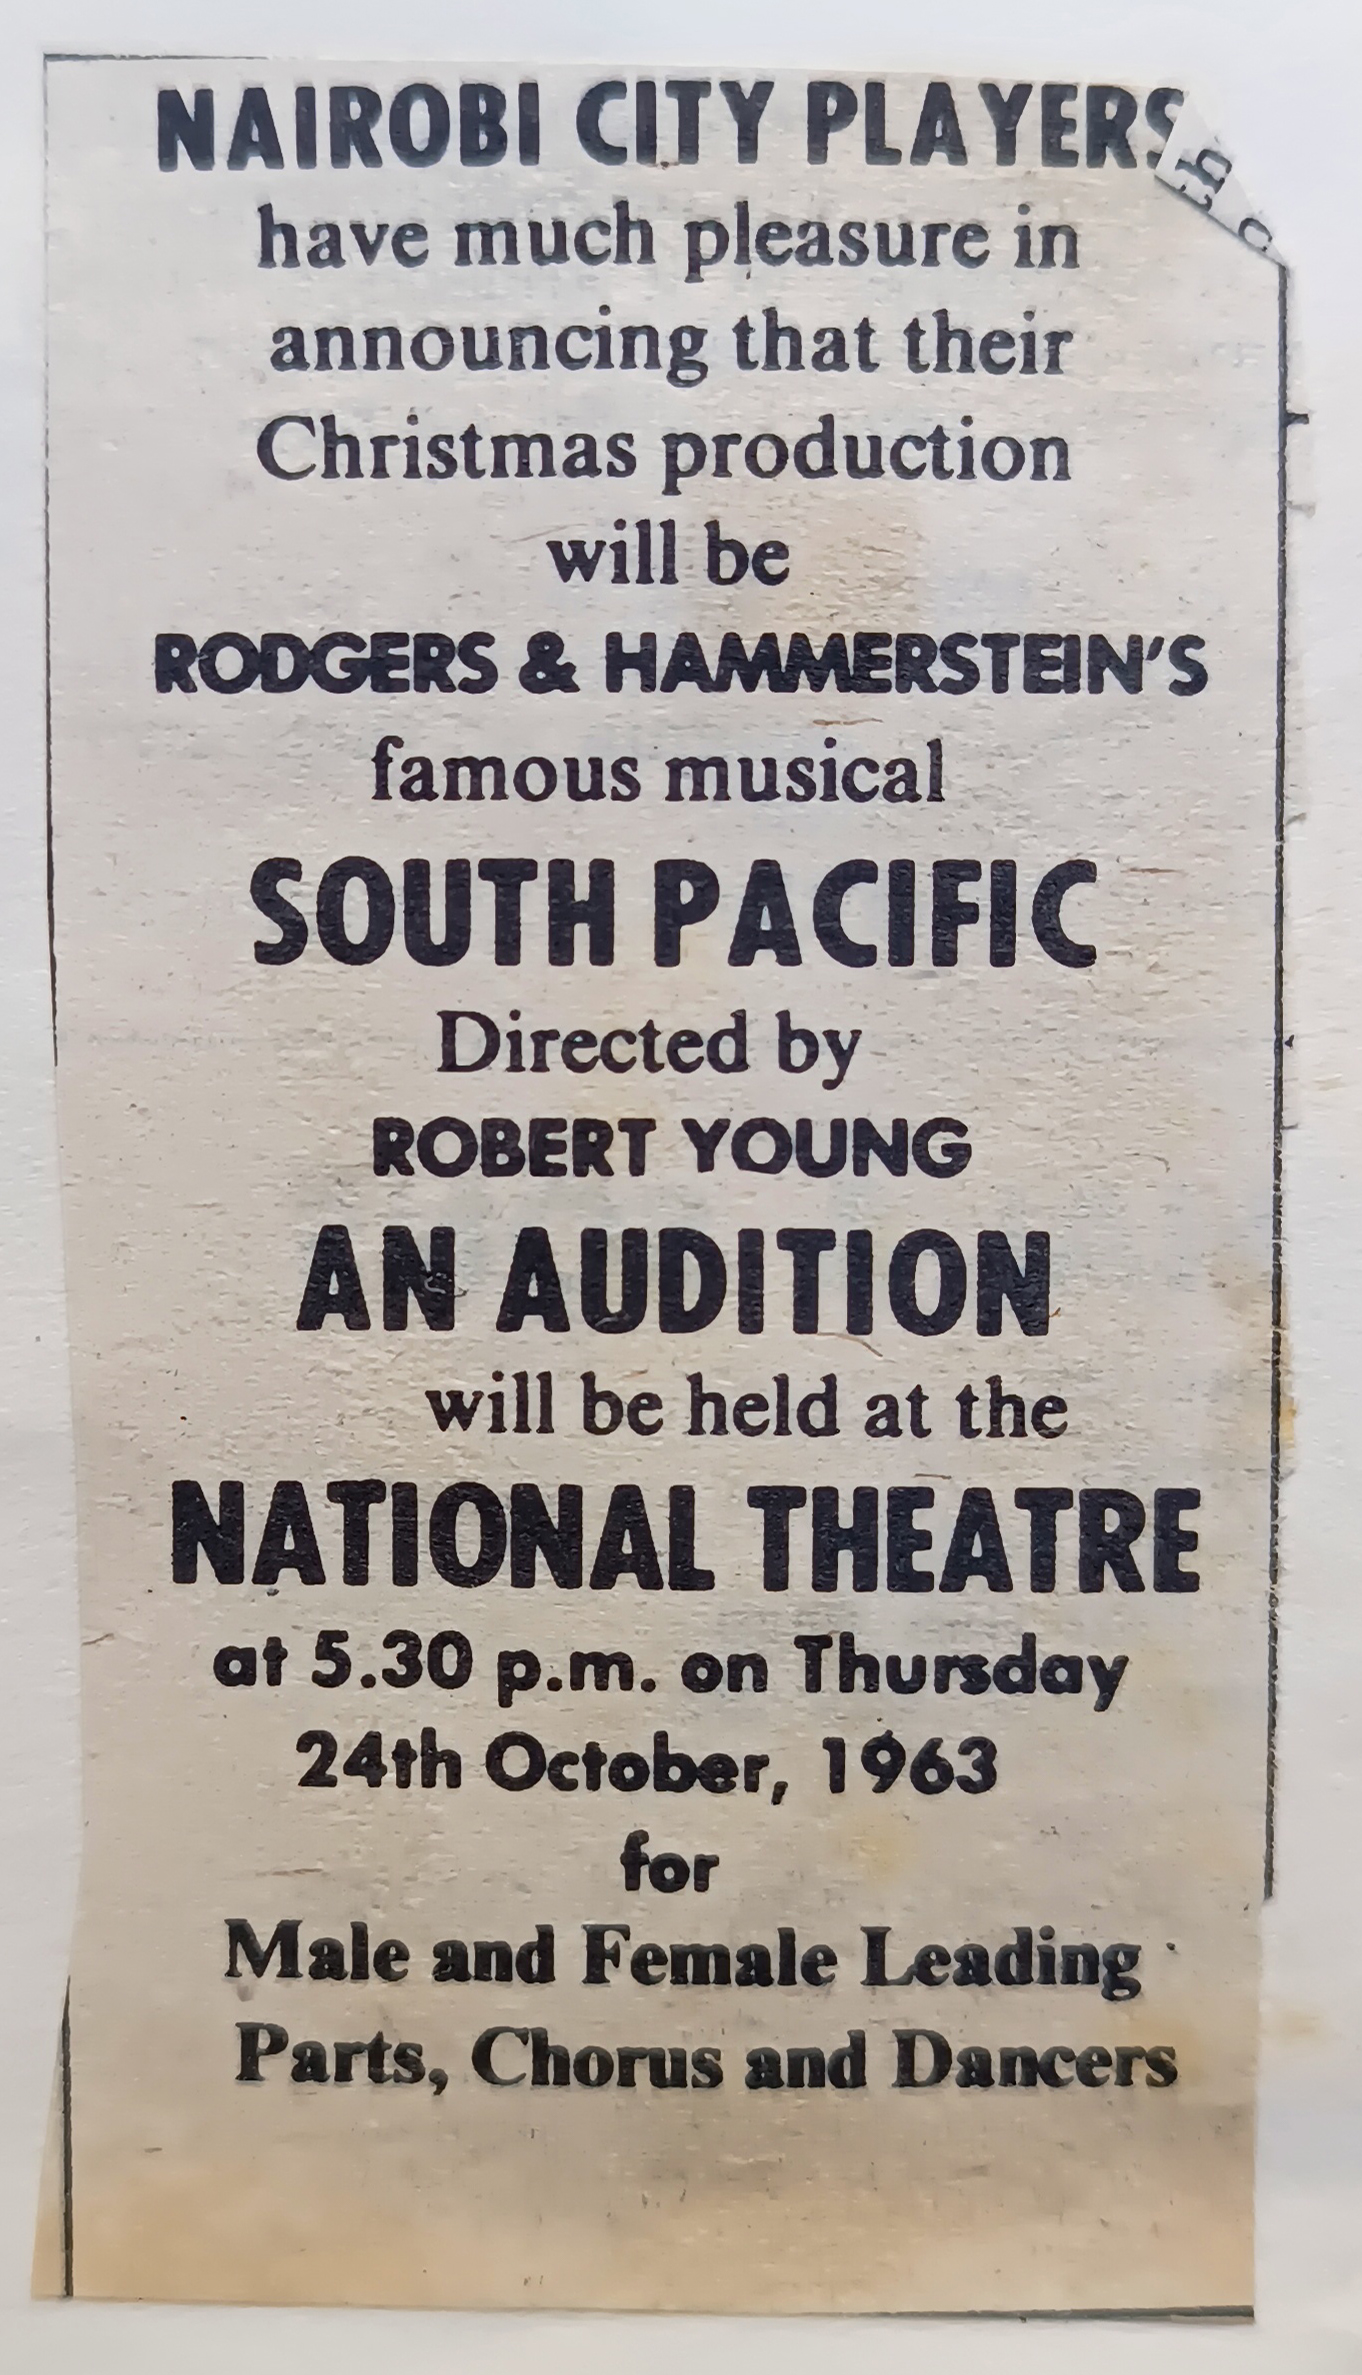 NAIROBI CITY PLAYERS
have much pleasure in
announcing that their
Christmas production
will be
RODGERS & HAMMERSTEIN'S
famous musical
SOUTH PACIFIC
Directed by
ROBERT YOUNG
AN AUDITION
will be held at the
NATIONAL THEATRE
at 5.30 p.m. on Thursday
24th October, 1963
for
Male and Female Leading
Parts, Chorus and Dancers